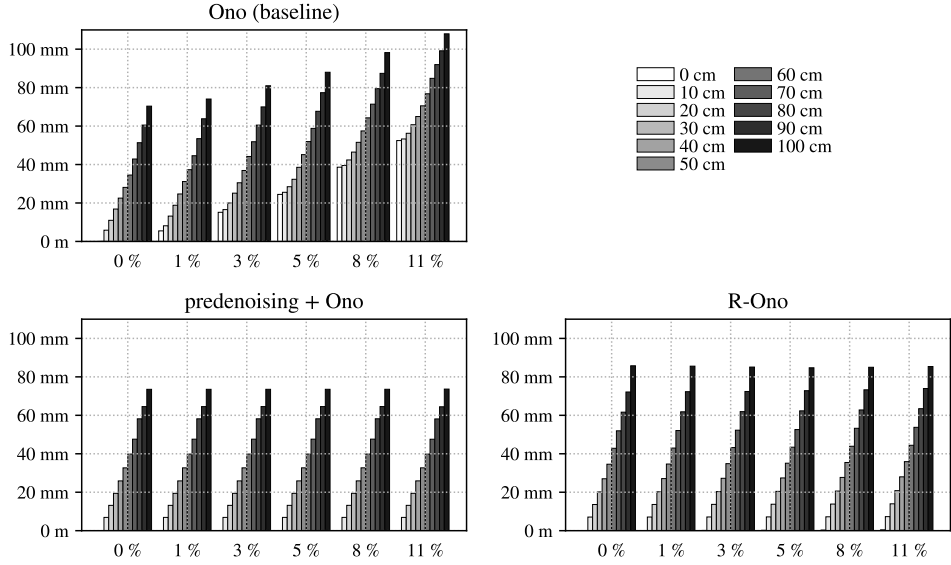 Ono (baseline)
100 mm
80 mm
60 mm
40 mm
20 mm
0 m
0 % 1 % 3 % 5 % 8 % 11 %
0 cm 60 cm
10 cm 70 cm
20 cm 80 cm
30 cm 90 cm
40 cm 100 cm
50 cm
predenoising + Ono
100 mm
80 mm
60 mm
40 mm
20 mm
0 m
0 % 1 % 3 % 5 % 8 % 11 %
R-Ono
100 mm
80 mm
60 mm
40 mm
20 mm
0 m
0 % 1 % 3 % 5 % 8 % 11 %